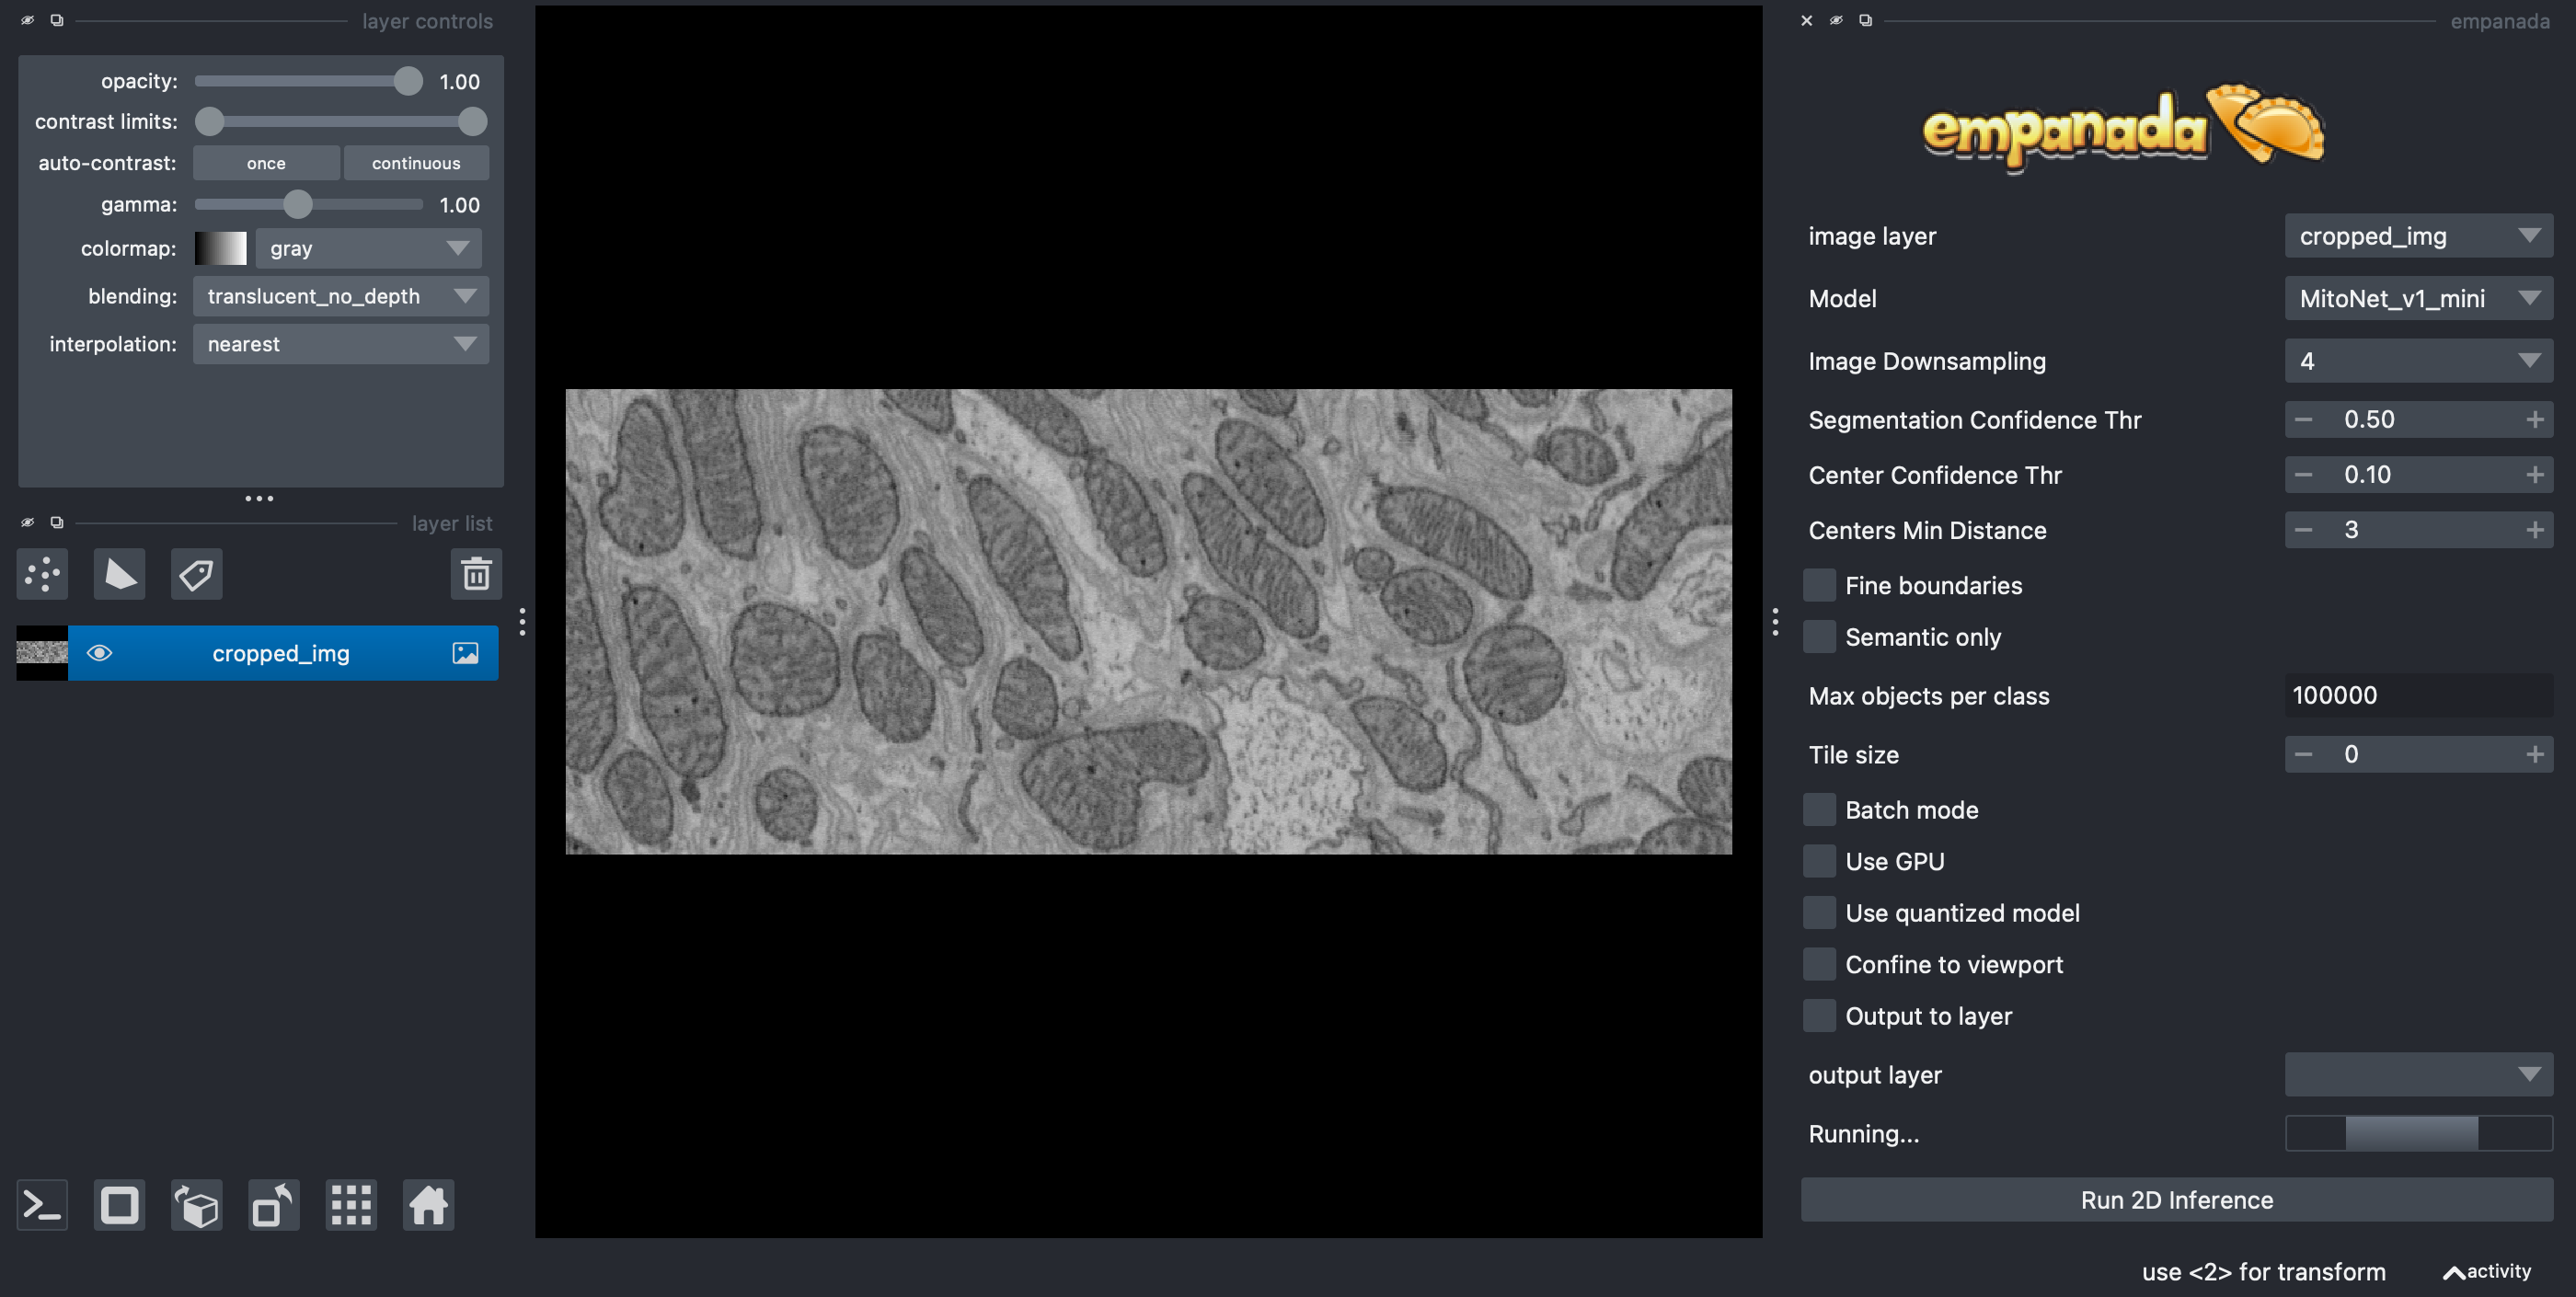 layer controls
opacity: 1.00
contrast limits:
auto-contrast: once continuous
gamma: 1.00
colormap: gray
blending: translucent_no_depth
interpolation: nearest
layer list
cropped_img
empanada
empanada
image layer cropped_img
Model MitoNet_v1_mini
Image Downsampling 4
Segmentation Confidence Thr 0.50
Center Confidence Thr 0.10
Centers Min Distance 3
Fine boundaries
Semantic only
Max objects per class 100000
Tile size 0
Batch mode
Use GPU
Use quantized model
Confine to viewport
Output to layer
output layer
Running...
Run 2D Inference
use <2> for transform activity